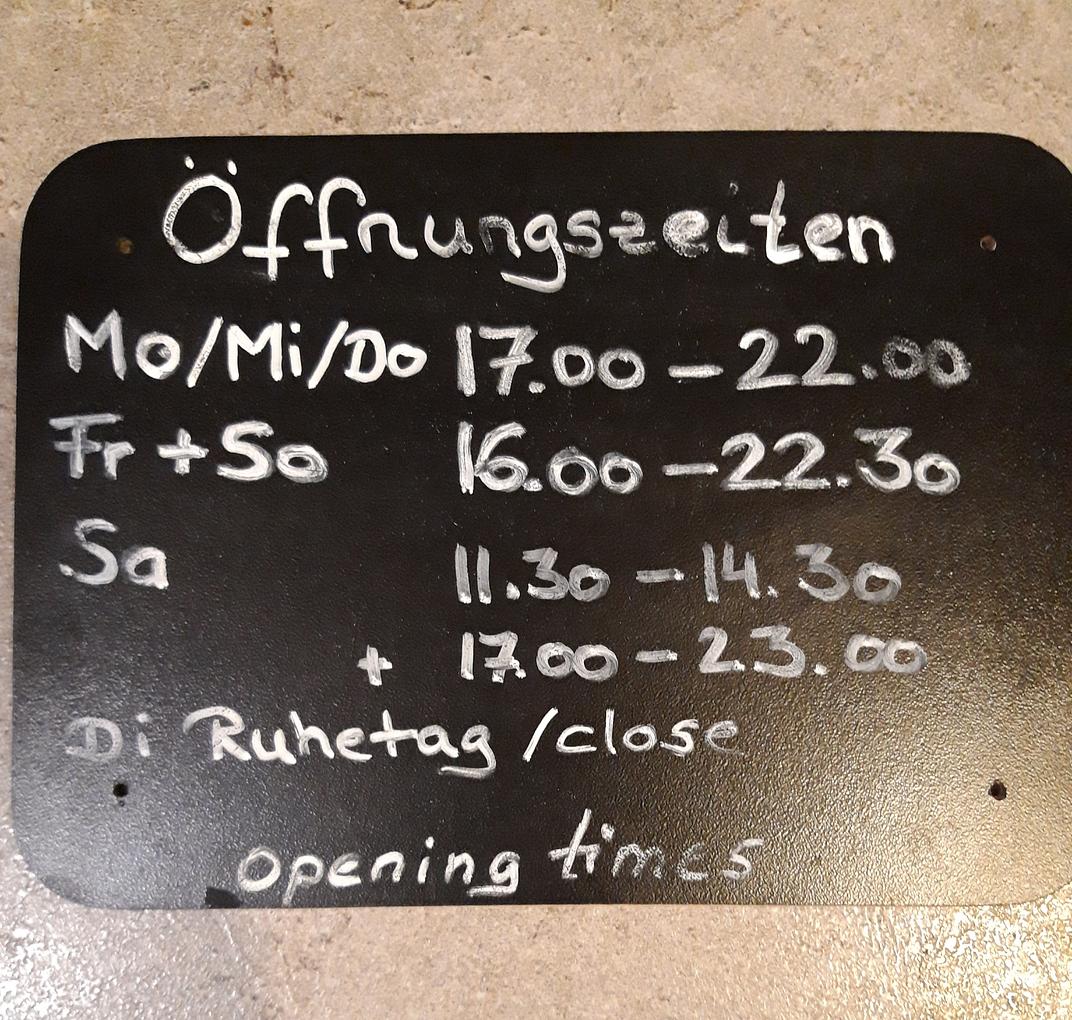 Öffnungszeiten
Mo/Mi/Do 17.00 – 22.00
Fr + So 16.00 – 22.30
Sa 11.30 – 14.30
+ 17.00 – 23.00
Di Ruhetag /close
opening times